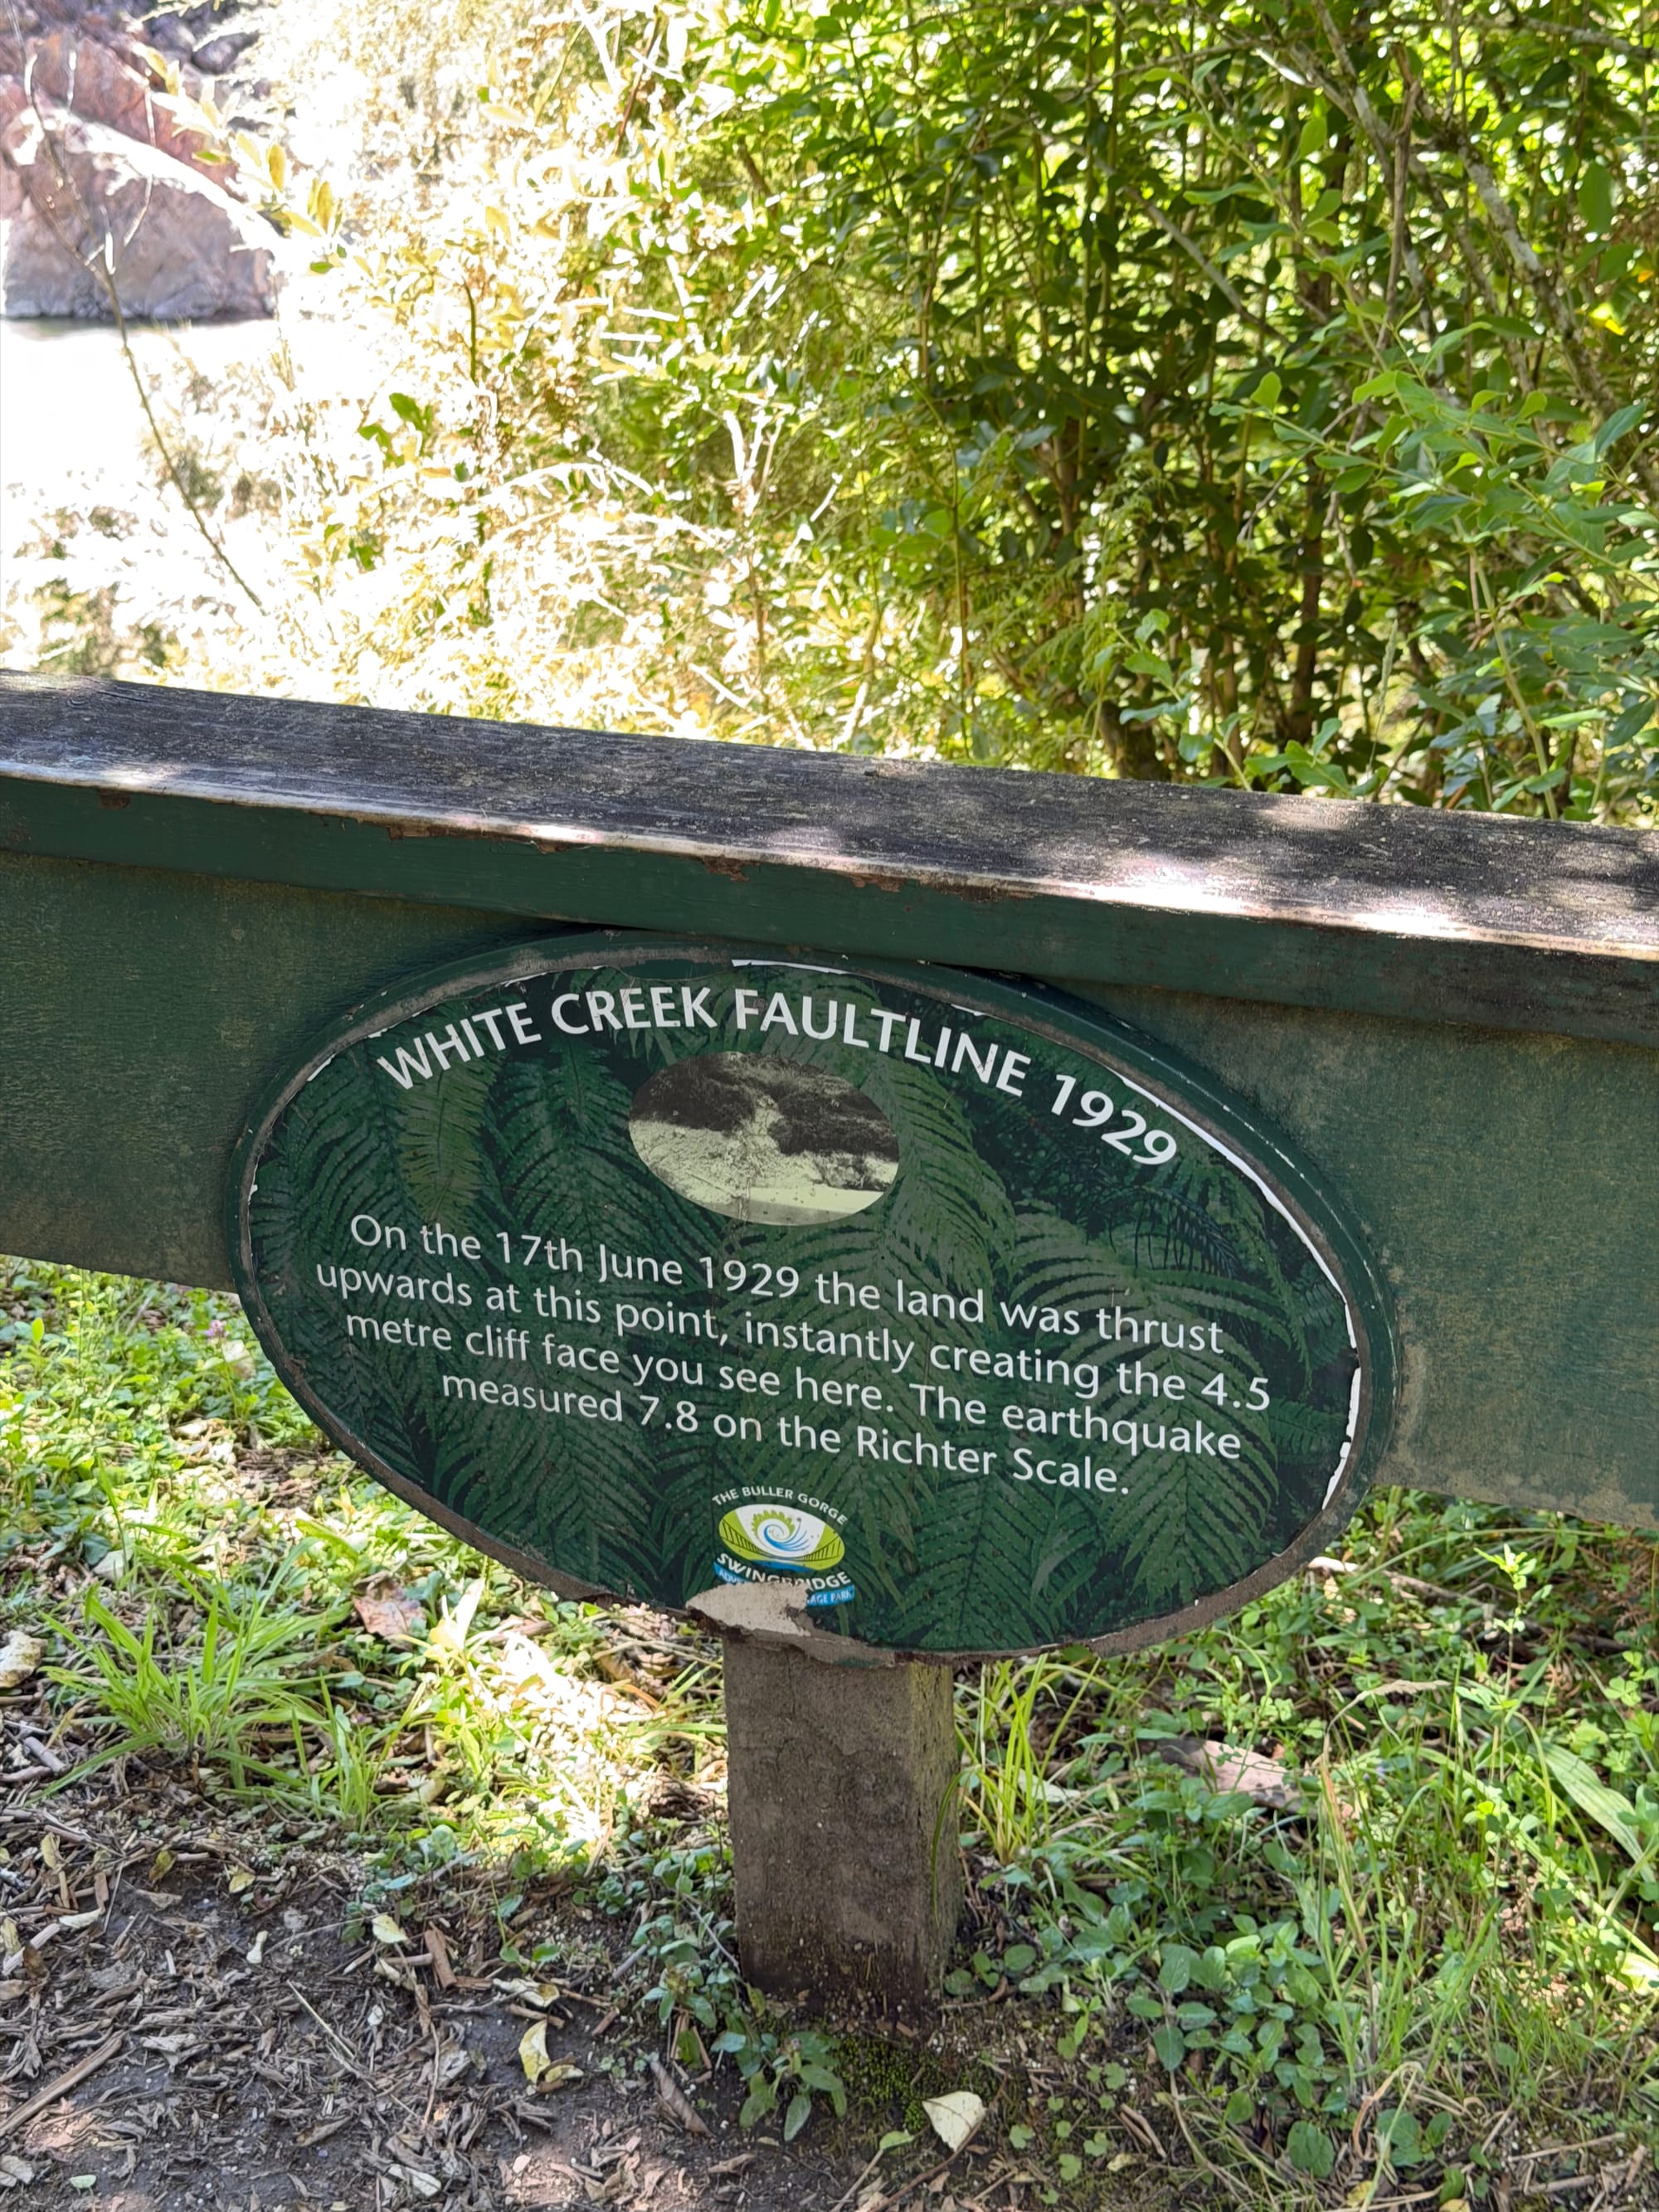 WHITE CREEK FAULTLINE 1929
On the 17th June 1929 the land was thrust
upwards at this point, instantly creating the 4.5
metre cliff face you see here. The earthquake
measured 7.8 on the Richter Scale.
THE BULLER GORGE
SWINGBRIDGE
PARK